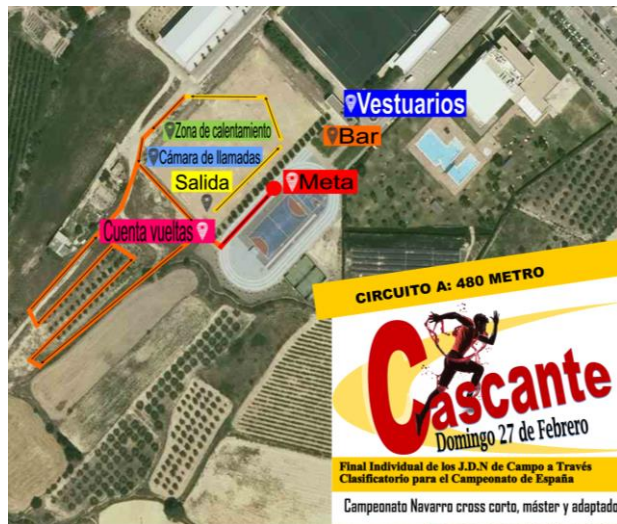 Vestuarios
Bar
Zona de calentamiento
Cámara de llamadas
Salida
Meta
Cuenta vueltas
CIRCUITO A: 480 METRO
Cascante
Domingo 27 de Febrero
Final Individual de los J.D.N de Campo a Través
Clasificatorio para el Campeonato de España
Campeonato Navarro cross corto, máster y adaptado